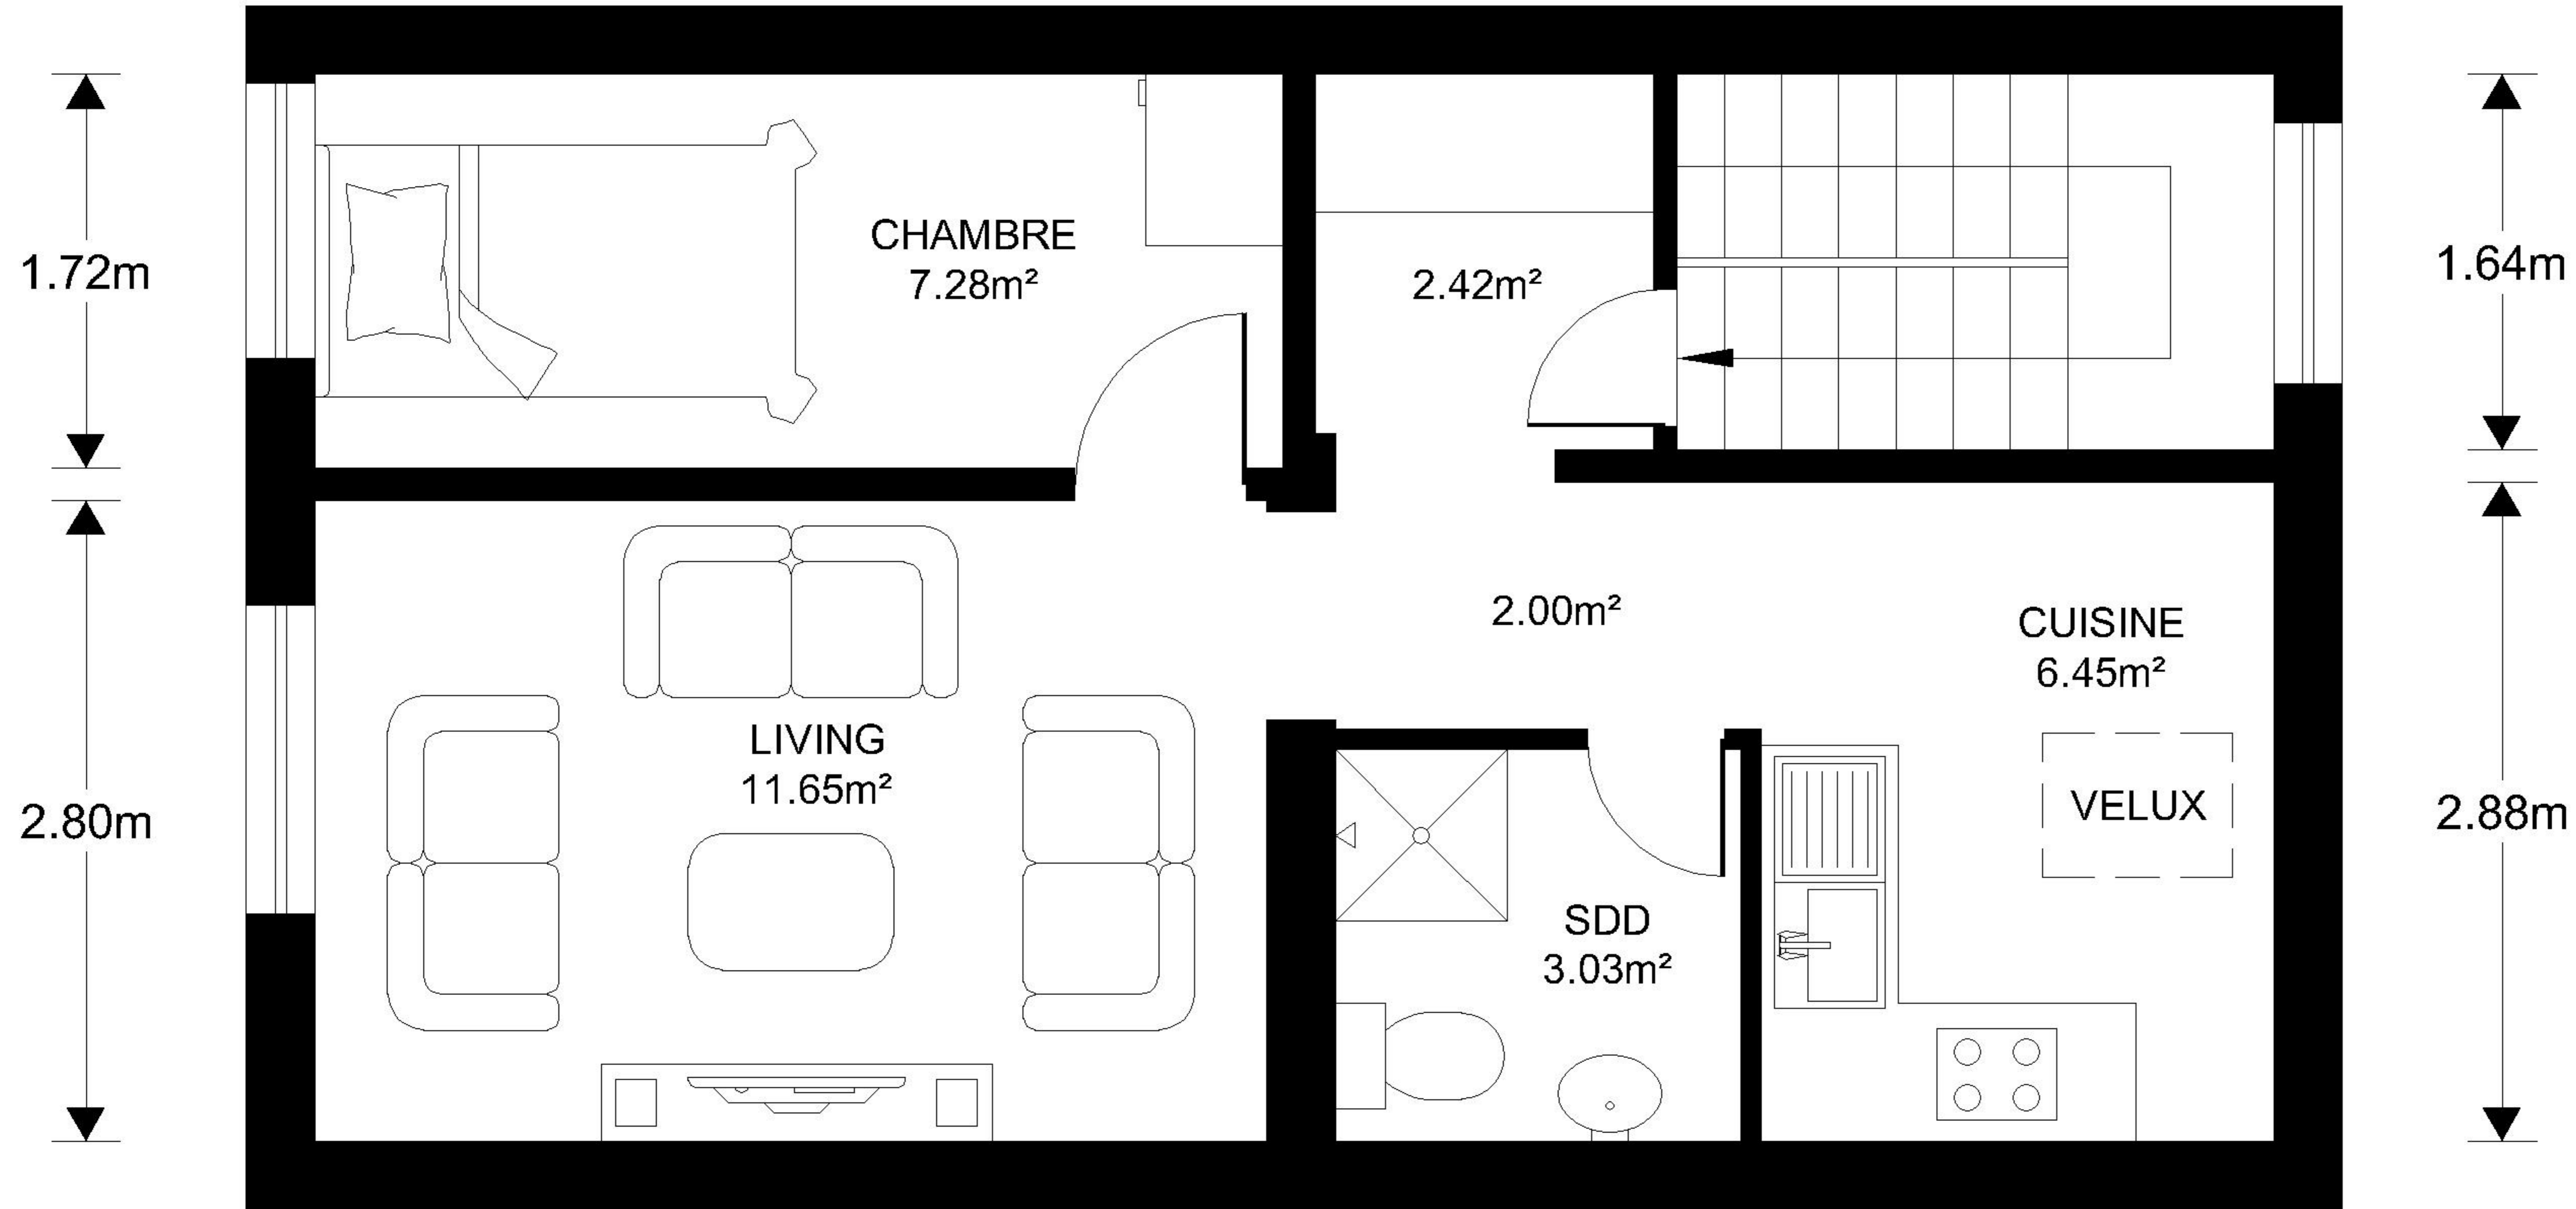 CHAMBRE
7.28m²
1.72m
2.42m²
1.64m
2.00m²
CUISINE
6.45m²
LIVING
11.65m²
VELUX
2.80m
2.88m
SDD
3.03m²